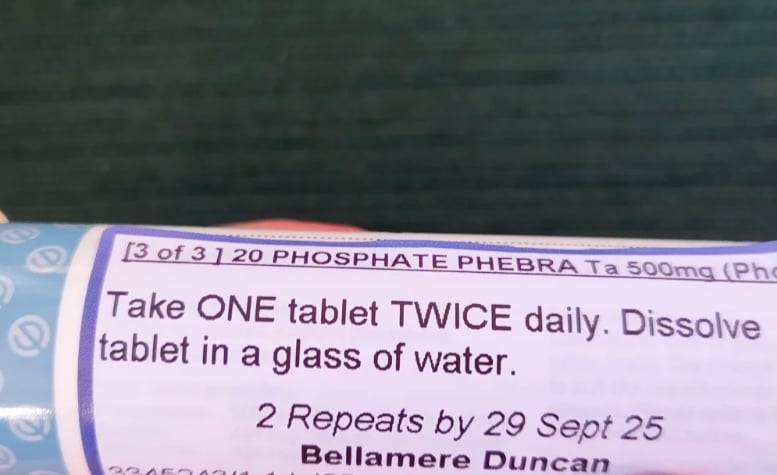 [3 of 3] 20 PHOSPHATE PHEBRA Ta 500mg (Pho
Take ONE tablet TWICE daily. Dissolve
tablet in a glass of water.
2 Repeats by 29 Sept 25
Bellamere Duncan